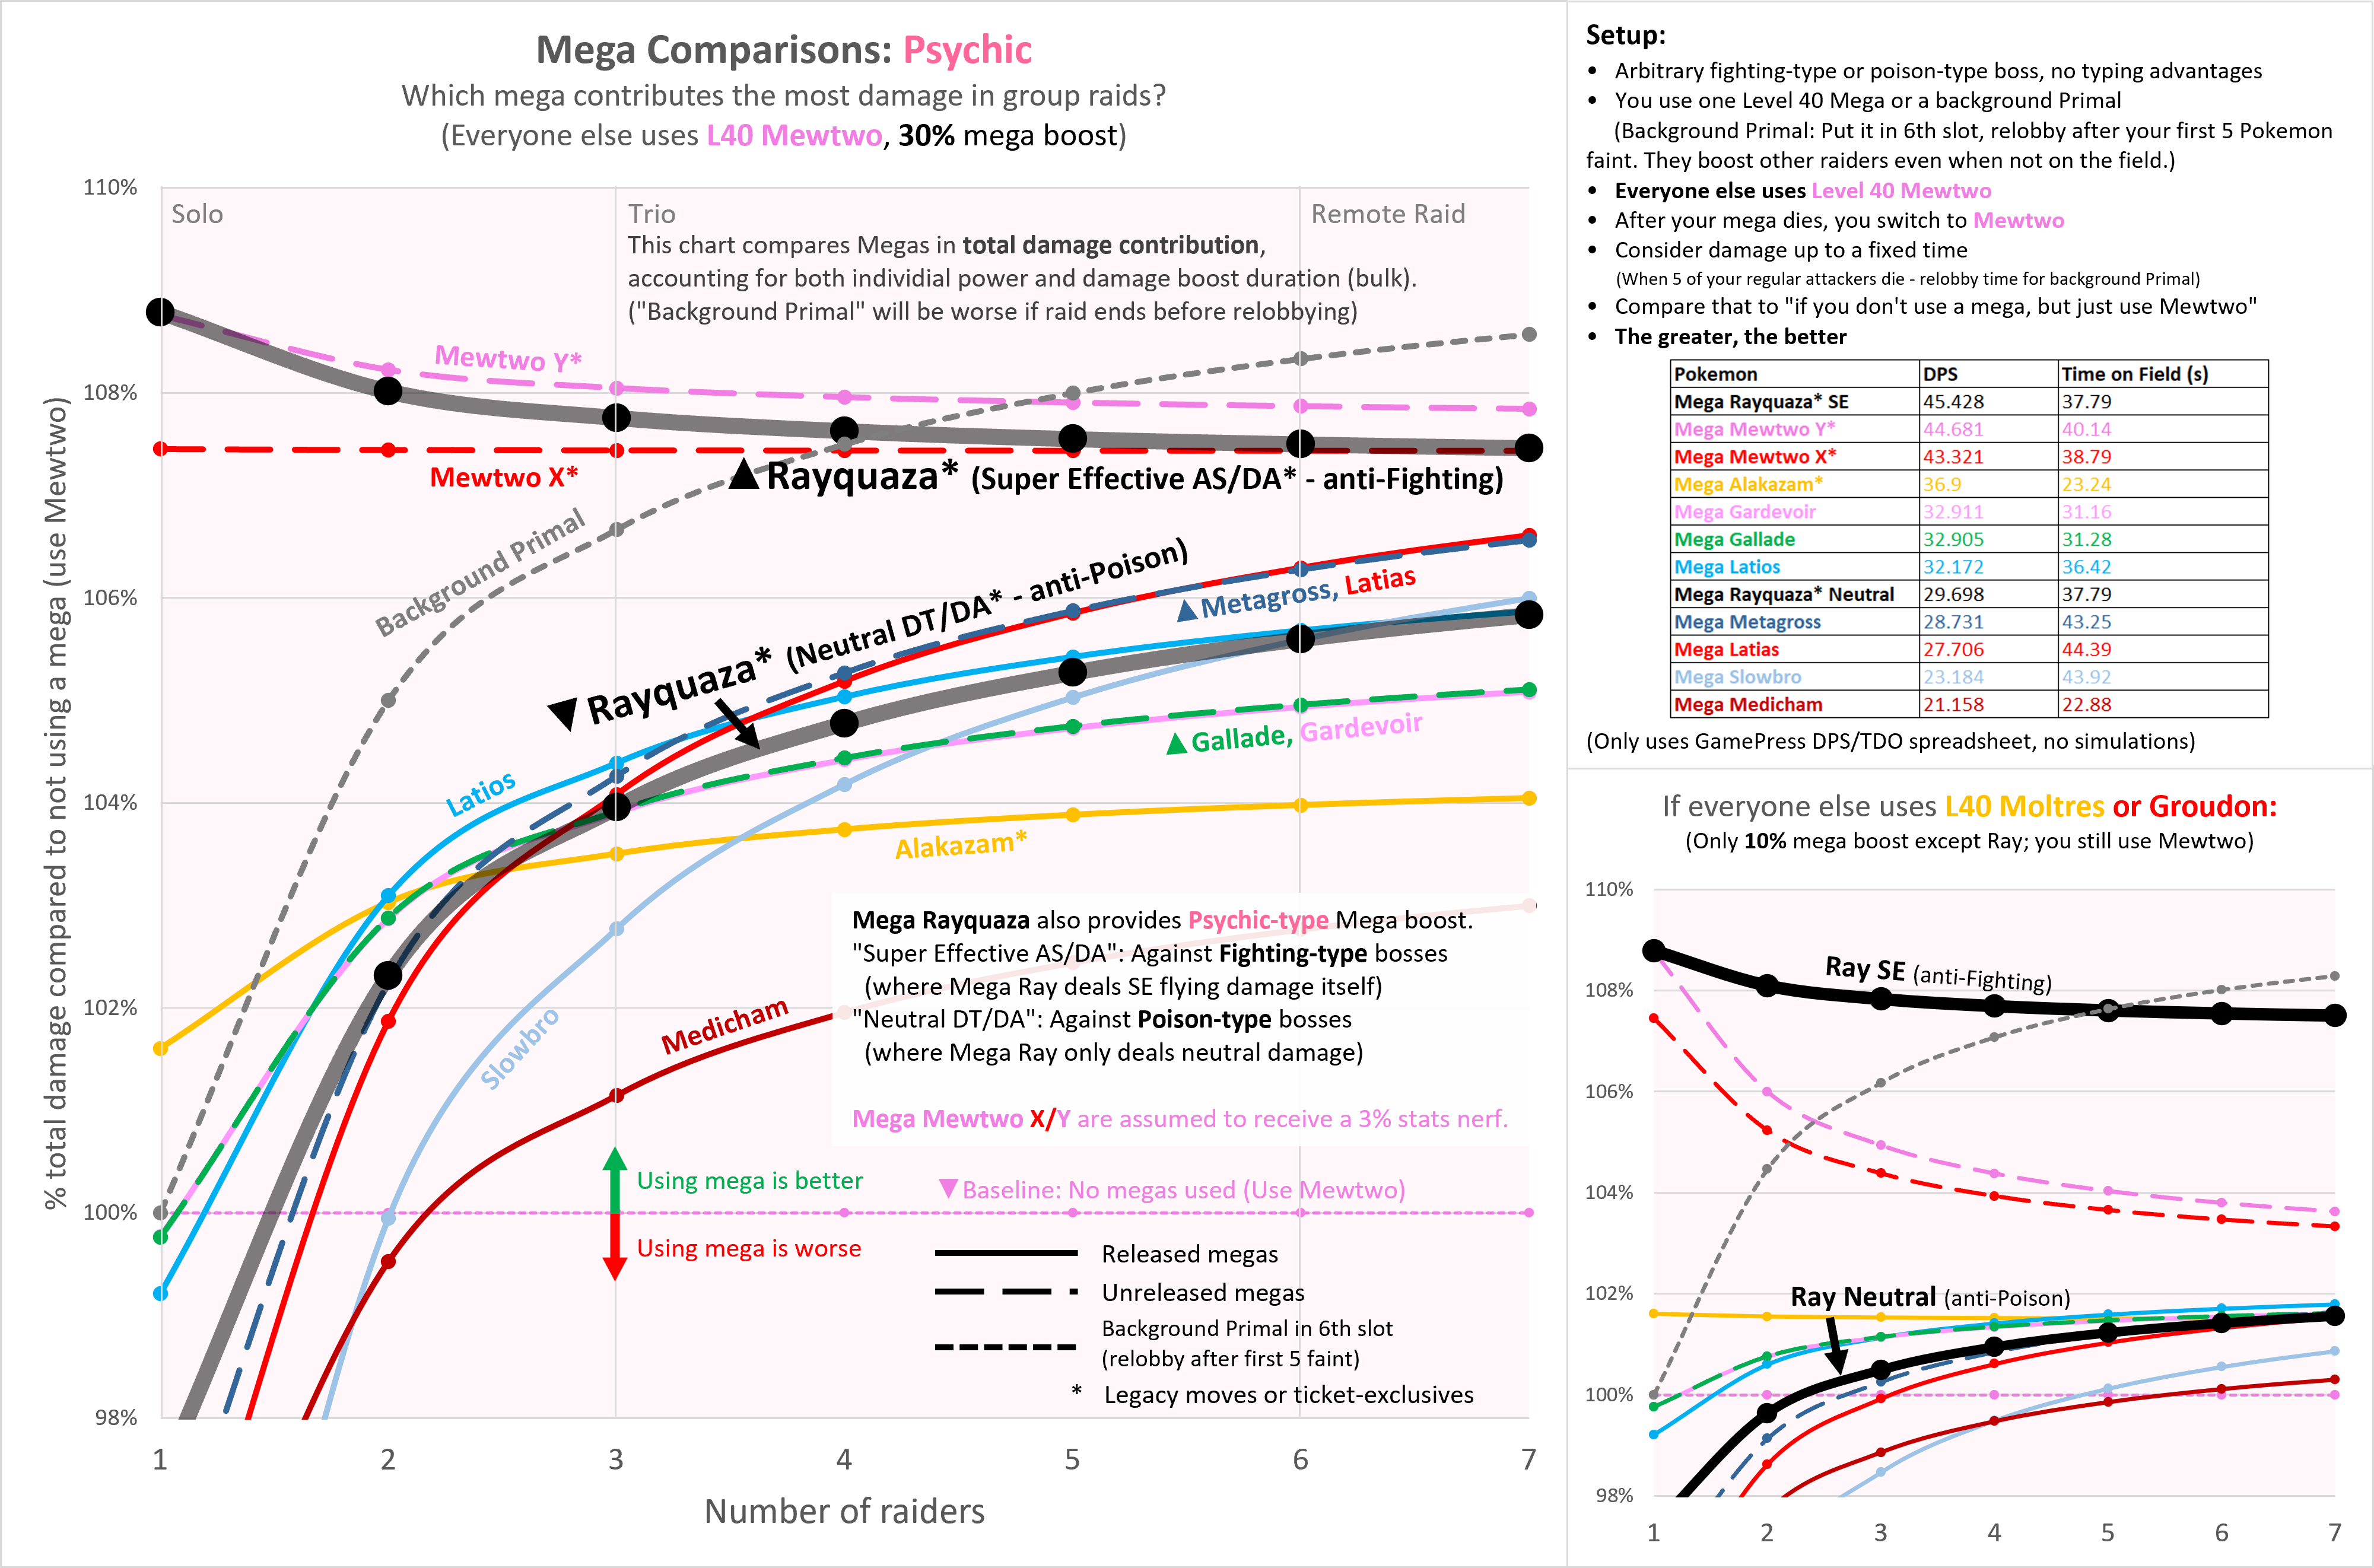 Mega Comparisons: Psychic
Which mega contributes the most damage in group raids?
(Everyone else uses L40 Mewtwo, 30% mega boost)
% total damage compared to not using a mega (use Mewtwo)
110%
108%
106%
104%
102%
100%
98%
Solo
Trio
Remote Raid
This chart compares Megas in total damage contribution,
accounting for both individial power and damage boost duration (bulk).
("Background Primal" will be worse if raid ends before relobbying)
Mewtwo Y*
Mewtwo X*
▲Rayquaza* (Super Effective AS/DA* - anti-Fighting)
Background Primal
▼Rayquaza* (Neutral DT/DA* - anti-Poison)
▲Metagross, Latias
Latios
▲Gallade, Gardevoir
Alakazam*
Slowbro
Medicham
Mega Rayquaza also provides Psychic-type Mega boost.
"Super Effective AS/DA": Against Fighting-type bosses
(where Mega Ray deals SE flying damage itself)
"Neutral DT/DA": Against Poison-type bosses
(where Mega Ray only deals neutral damage)
Mega Mewtwo X/Y are assumed to receive a 3% stats nerf.
Using mega is better
▼Baseline: No megas used (Use Mewtwo)
Using mega is worse
Released megas
Unreleased megas
Background Primal in 6th slot
(relobby after first 5 faint)
* Legacy moves or ticket-exclusives
1 2 3 4 5 6 7
Number of raiders
Setup:
• Arbitrary fighting-type or poison-type boss, no typing advantages
• You use one Level 40 Mega or a background Primal
(Background Primal: Put it in 6th slot, relobby after your first 5 Pokemon
faint. They boost other raiders even when not on the field.)
• Everyone else uses Level 40 Mewtwo
• After your mega dies, you switch to Mewtwo
• Consider damage up to a fixed time
(When 5 of your regular attackers die - relobby time for background Primal)
• Compare that to "if you don't use a mega, but just use Mewtwo"
• The greater, the better
Pokemon DPS Time on Field (s)
Mega Rayquaza* SE 45.428 37.79
Mega Mewtwo Y* 44.681 40.14
Mega Mewtwo X* 43.321 38.79
Mega Alakazam* 36.9 23.24
Mega Gardevoir 32.911 31.16
Mega Gallade 32.905 31.28
Mega Latios 32.172 36.42
Mega Rayquaza* Neutral 29.698 37.79
Mega Metagross 28.731 43.25
Mega Latias 27.706 44.39
Mega Slowbro 23.184 43.92
Mega Medicham 21.158 22.88
(Only uses GamePress DPS/TDO spreadsheet, no simulations)
If everyone else uses L40 Moltres or Groudon:
(Only 10% mega boost except Ray; you still use Mewtwo)
110%
108%
106%
104%
102%
100%
98%
Ray SE (anti-Fighting)
Ray Neutral (anti-Poison)
1 2 3 4 5 6 7